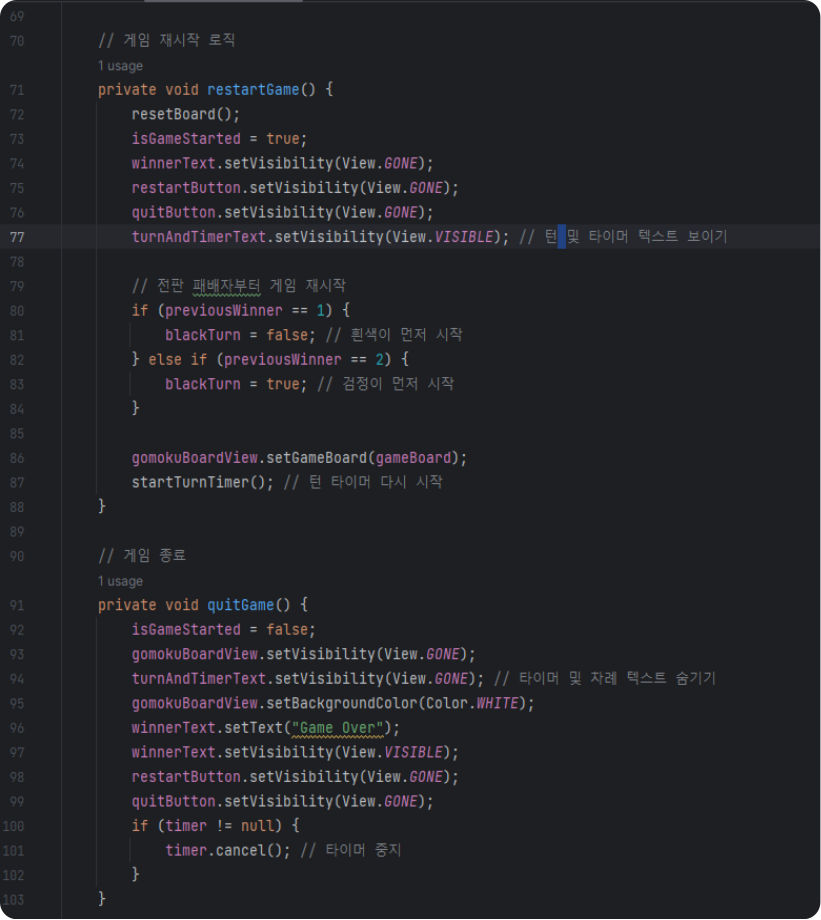 69
70 // 게임 재시작 로직
1 usage
71 private void restartGame() {
72 resetBoard();
73 isGameStarted = true;
74 winnerText.setVisibility(View.GONE);
75 restartButton.setVisibility(View.GONE);
76 quitButton.setVisibility(View.GONE);
77 turnAndTimerText.setVisibility(View.VISIBLE); // 턴 및 타이머 텍스트 보이기
78
79 // 전판 패배자부터 게임 재시작
80 if (previousWinner == 1) {
81 blackTurn = false; // 흰색이 먼저 시작
82 } else if (previousWinner == 2) {
83 blackTurn = true; // 검정이 먼저 시작
84 }
85
86 gomokuBoardView.setGameBoard(gameBoard);
87 startTurnTimer(); // 턴 타이머 다시 시작
88 }
89
90 // 게임 종료
1 usage
91 private void quitGame() {
92 isGameStarted = false;
93 gomokuBoardView.setVisibility(View.GONE);
94 turnAndTimerText.setVisibility(View.GONE); // 타이머 및 차례 텍스트 숨기기
95 gomokuBoardView.setBackgroundColor(Color.WHITE);
96 winnerText.setText("Game Over");
97 winnerText.setVisibility(View.VISIBLE);
98 restartButton.setVisibility(View.GONE);
99 quitButton.setVisibility(View.GONE);
100 if (timer != null) {
101 timer.cancel(); // 타이머 중지
102 }
103 }